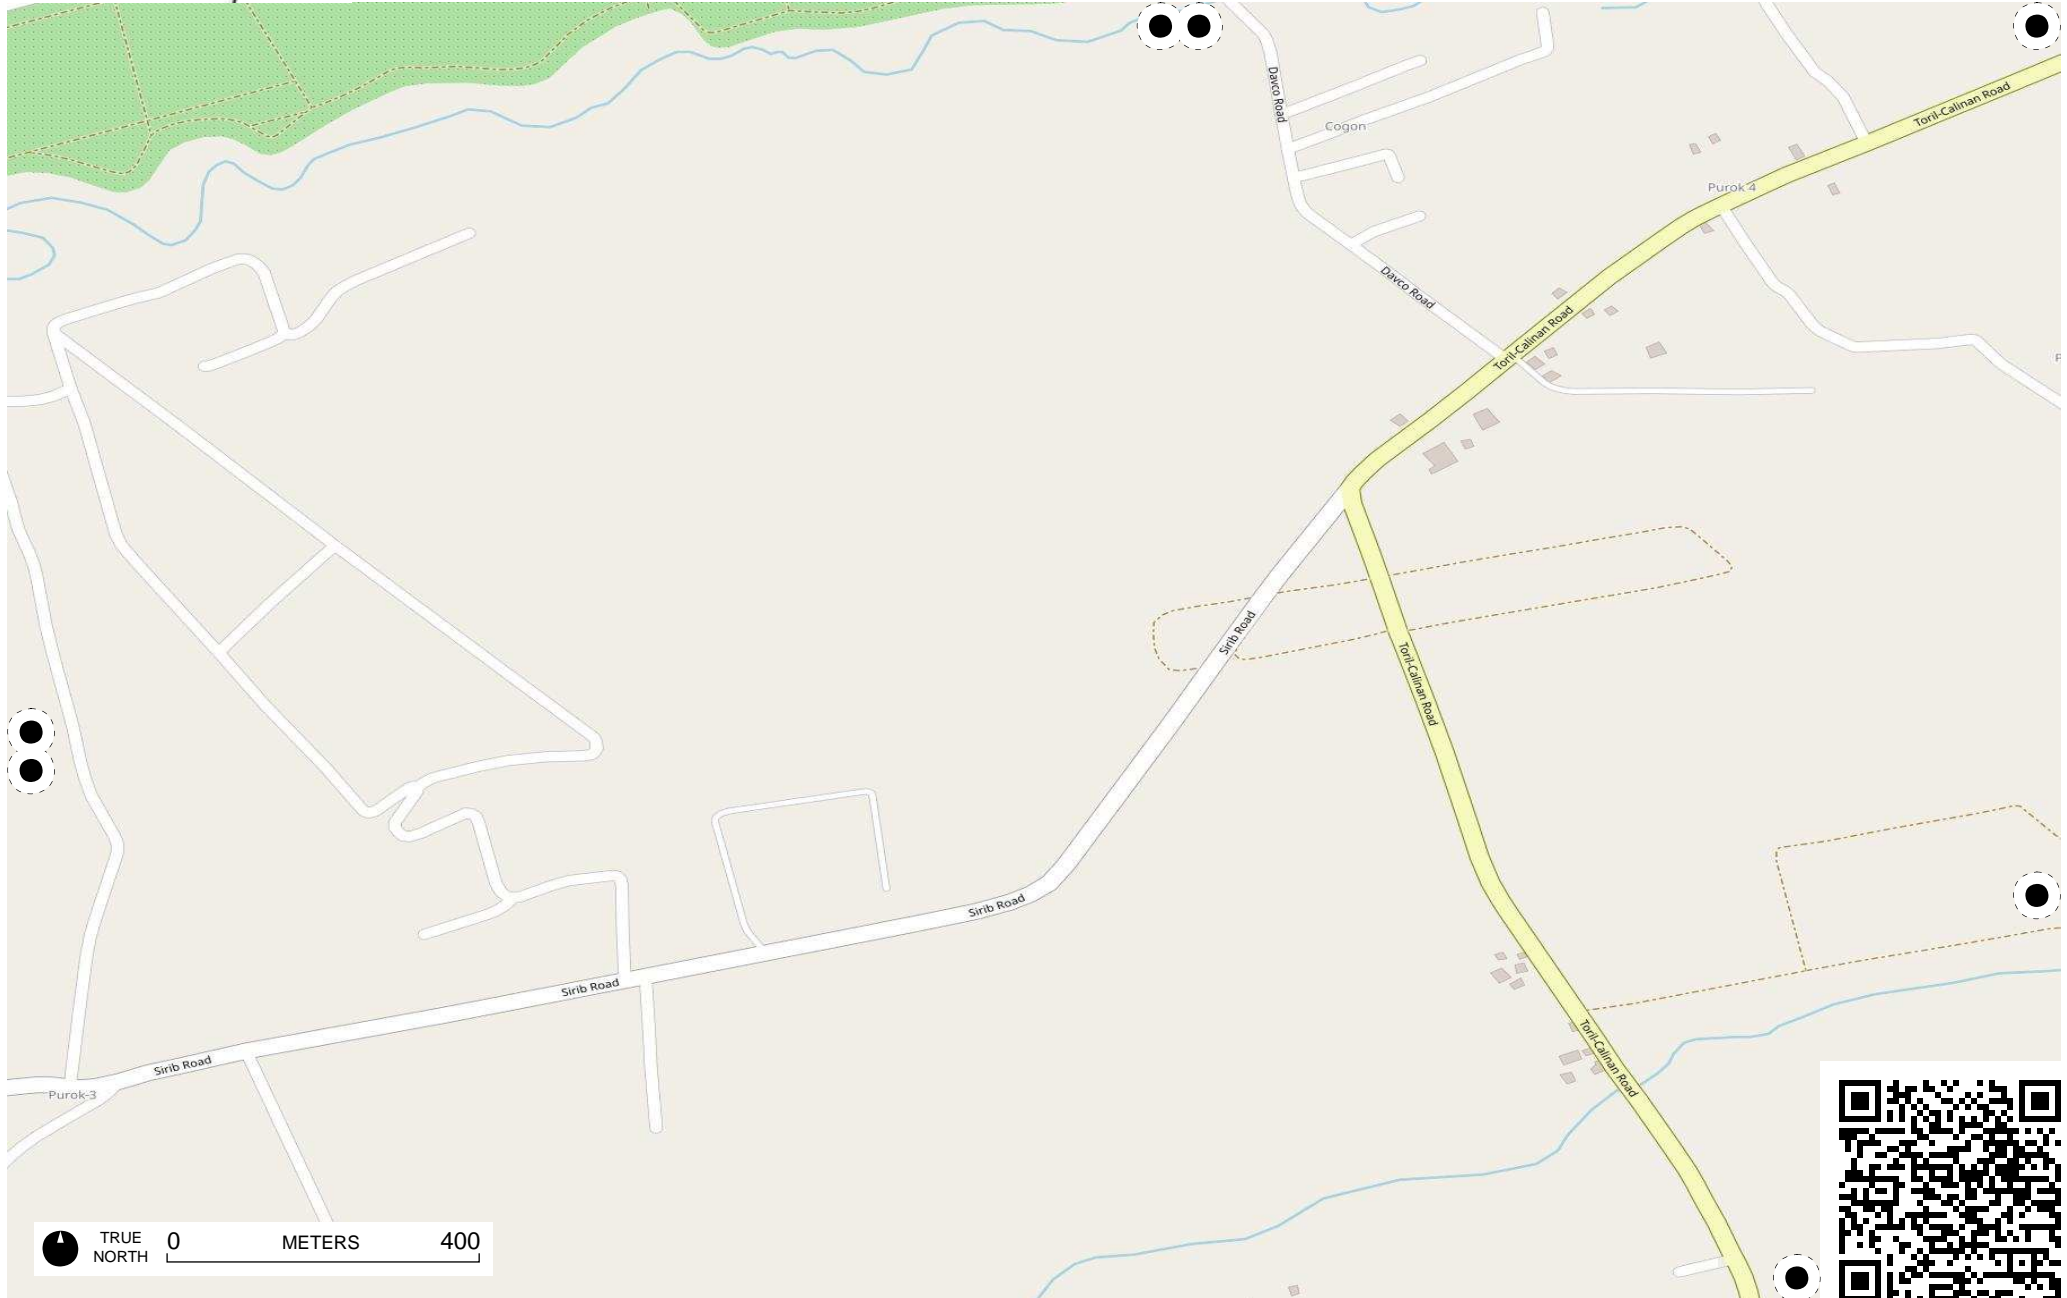 Davco Road
Toril-Calinan Road
Cogon
Purok 4
Davco Road
Toril-Calinan Road
Sirib Road
Toril-Calinan Road
Sirib Road
Sirib Road
Toril-Calinan Road
Sirib Road
Purok-3
TRUE
NORTH
0 METERS 400